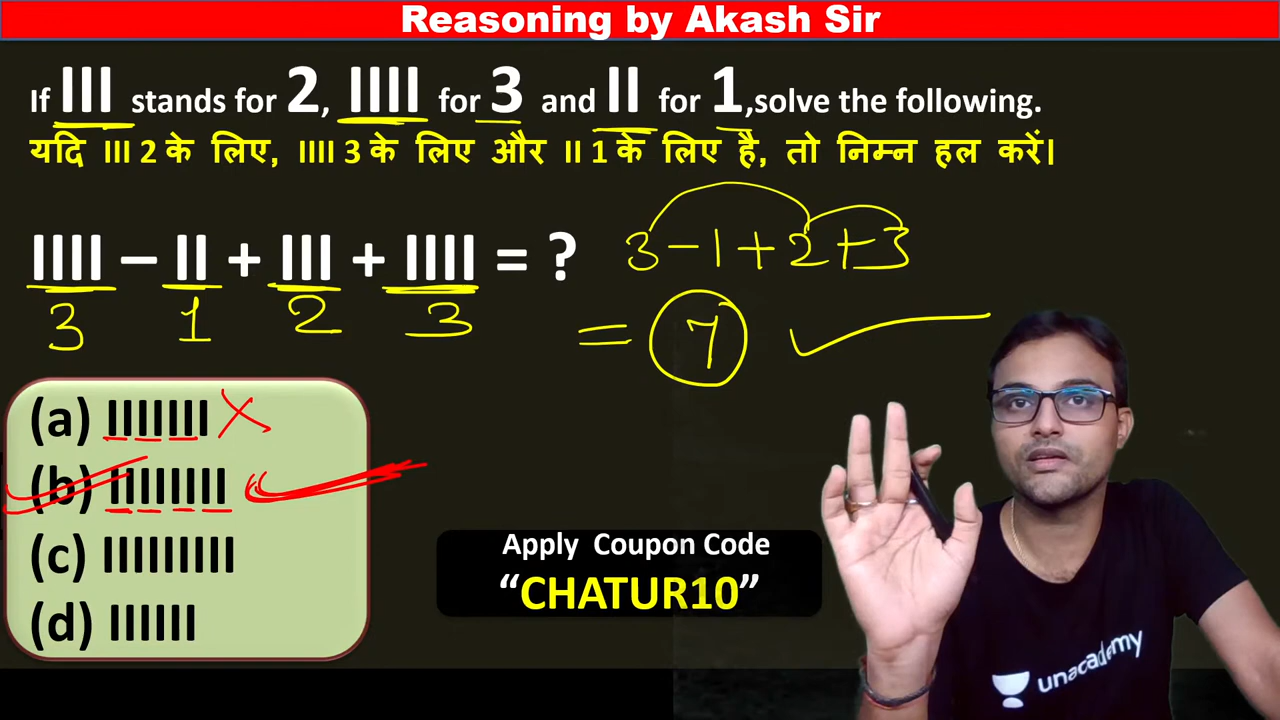 Reasoning by Akash Sir
If III stands for 2, IIII for 3 and II for 1,solve the following.
यदि III 2 के लिए, IIII 3 के लिए और II 1 के लिए है, तो निम्न हल करें।
IIII – II + III + IIII = ?
3 – 1 + 2 + 3
3 1 2 3
= 7
(a) IIIIIII
(b) IIIIIIII
(c) IIIIIIIII
(d) IIIIII
Apply Coupon Code
“CHATUR10”
unacademy